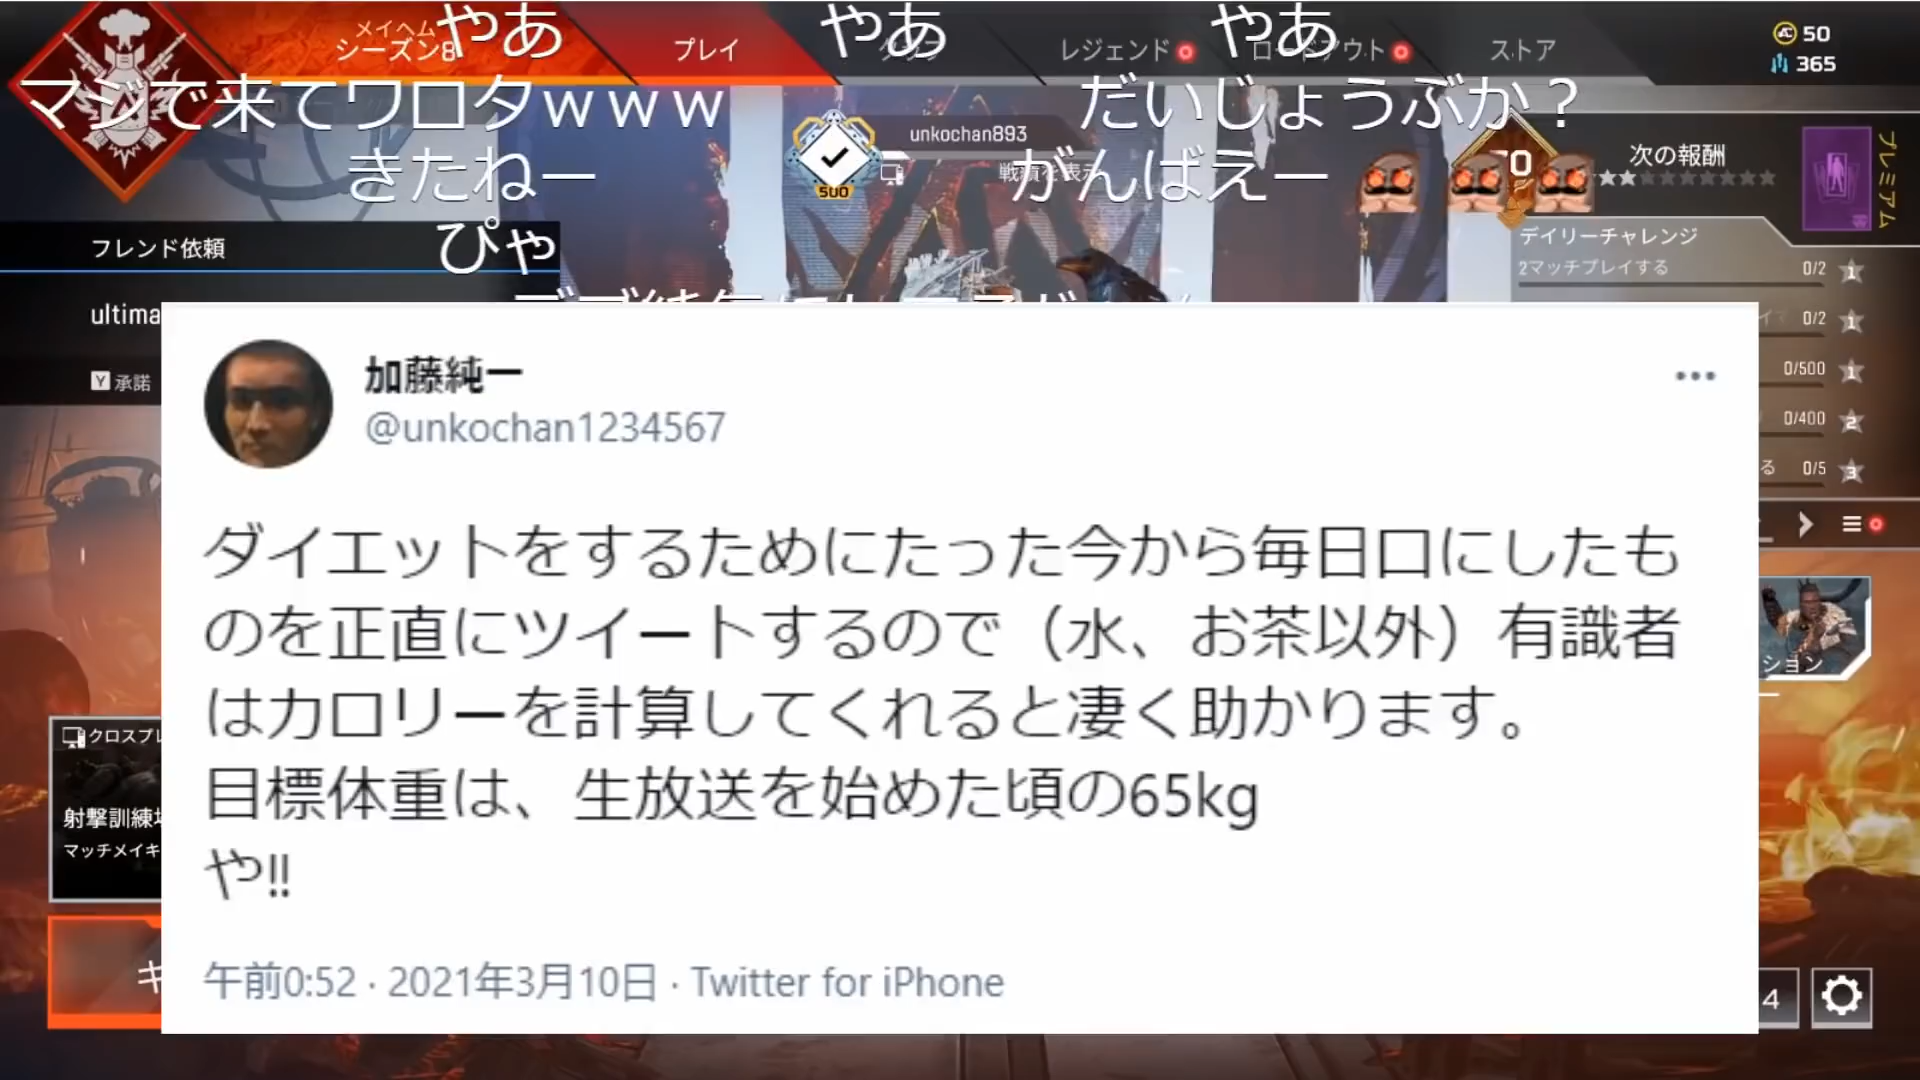 メイヘム
シーズン8
プレイ
レジェンド
ストア
50
365
やあ
やあ
やあ
マジで来てワロタｗｗｗ
だいじょうぶか？
きたねー
がんばえー
ぴゃ
unkochan893
500
次の報酬
プレミアム
フレンド依頼
デイリーチャレンジ
2マッチプレイする
0/2
1
ultima
0/2
1
Y 承諾
0/500
1
0/400
2
る
0/5
3
加藤純一
@unkochan1234567
ダイエットをするためにたった今から毎日口にしたも
のを正直にツイートするので（水、お茶以外）有識者
はカロリーを計算してくれると凄く助かります。
目標体重は、生放送を始めた頃の65kg
や!!
午前0:52 · 2021年3月10日 · Twitter for iPhone
ション
クロスプレ
射撃訓練場
マッチメイキ
キ
4